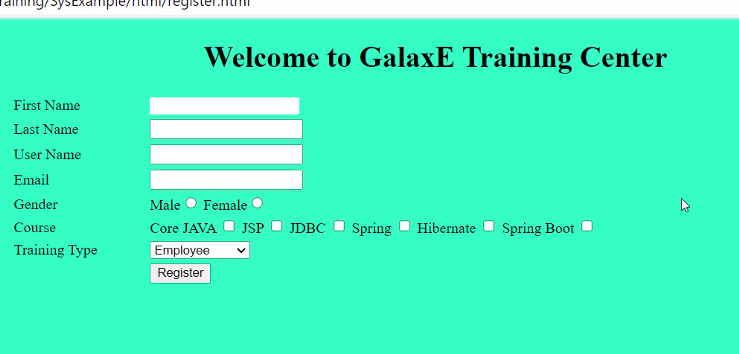 raining/SysExample/html/register.html
Welcome to GalaxE Training Center
First Name
Last Name
User Name
Email
Gender Male Female
Course Core JAVA JSP JDBC Spring Hibernate Spring Boot
Training Type Employee
Register